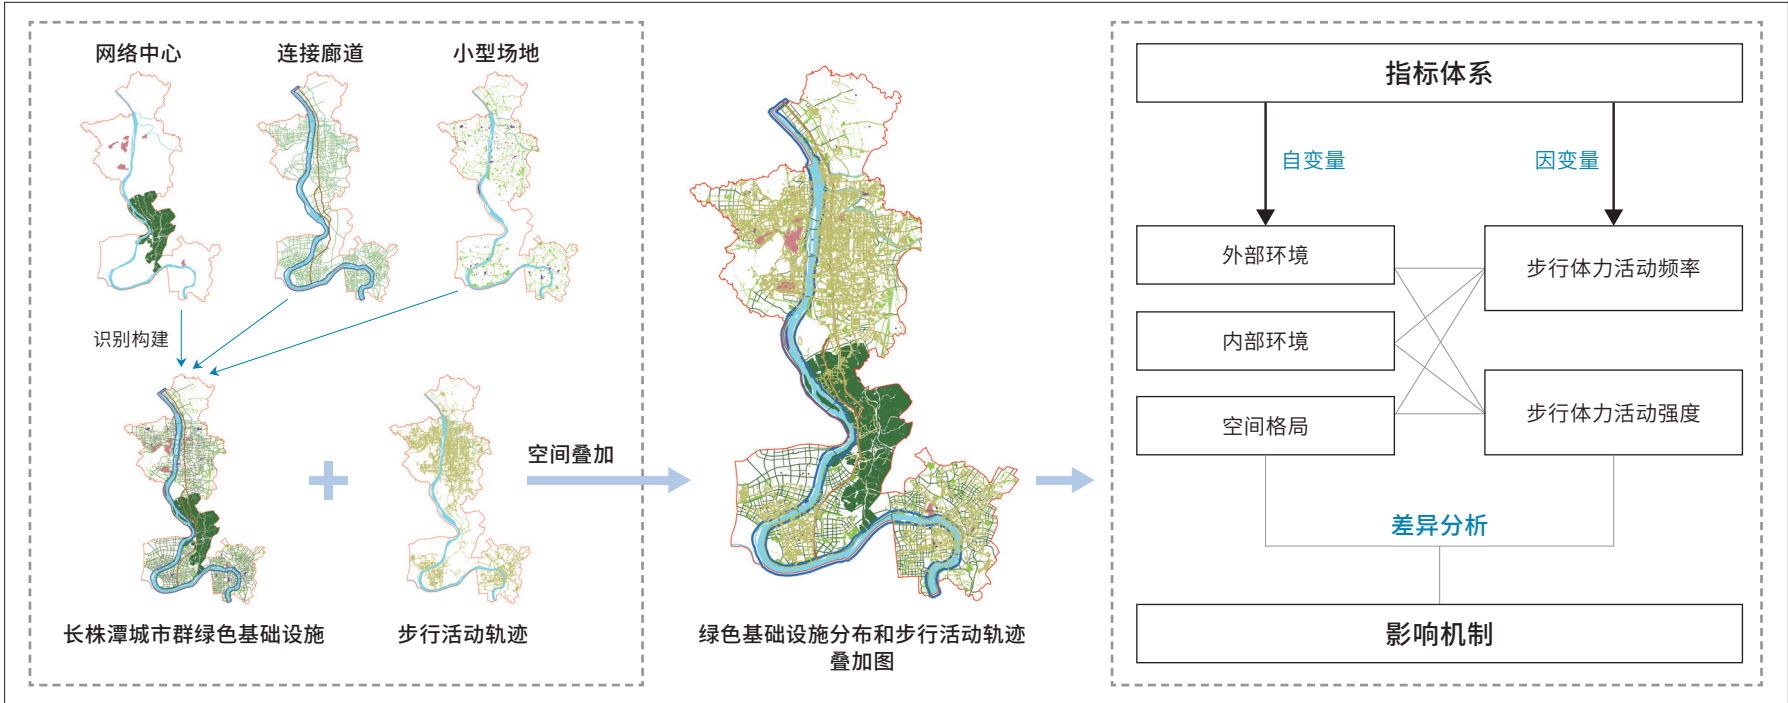 网络中心
连接廊道
小型场地
识别构建
长株潭城市群绿色基础设施
步行活动轨迹
空间叠加
绿色基础设施分布和步行活动轨迹
叠加图
指标体系
自变量
因变量
外部环境
内部环境
空间格局
步行体力活动频率
步行体力活动强度
差异分析
影响机制